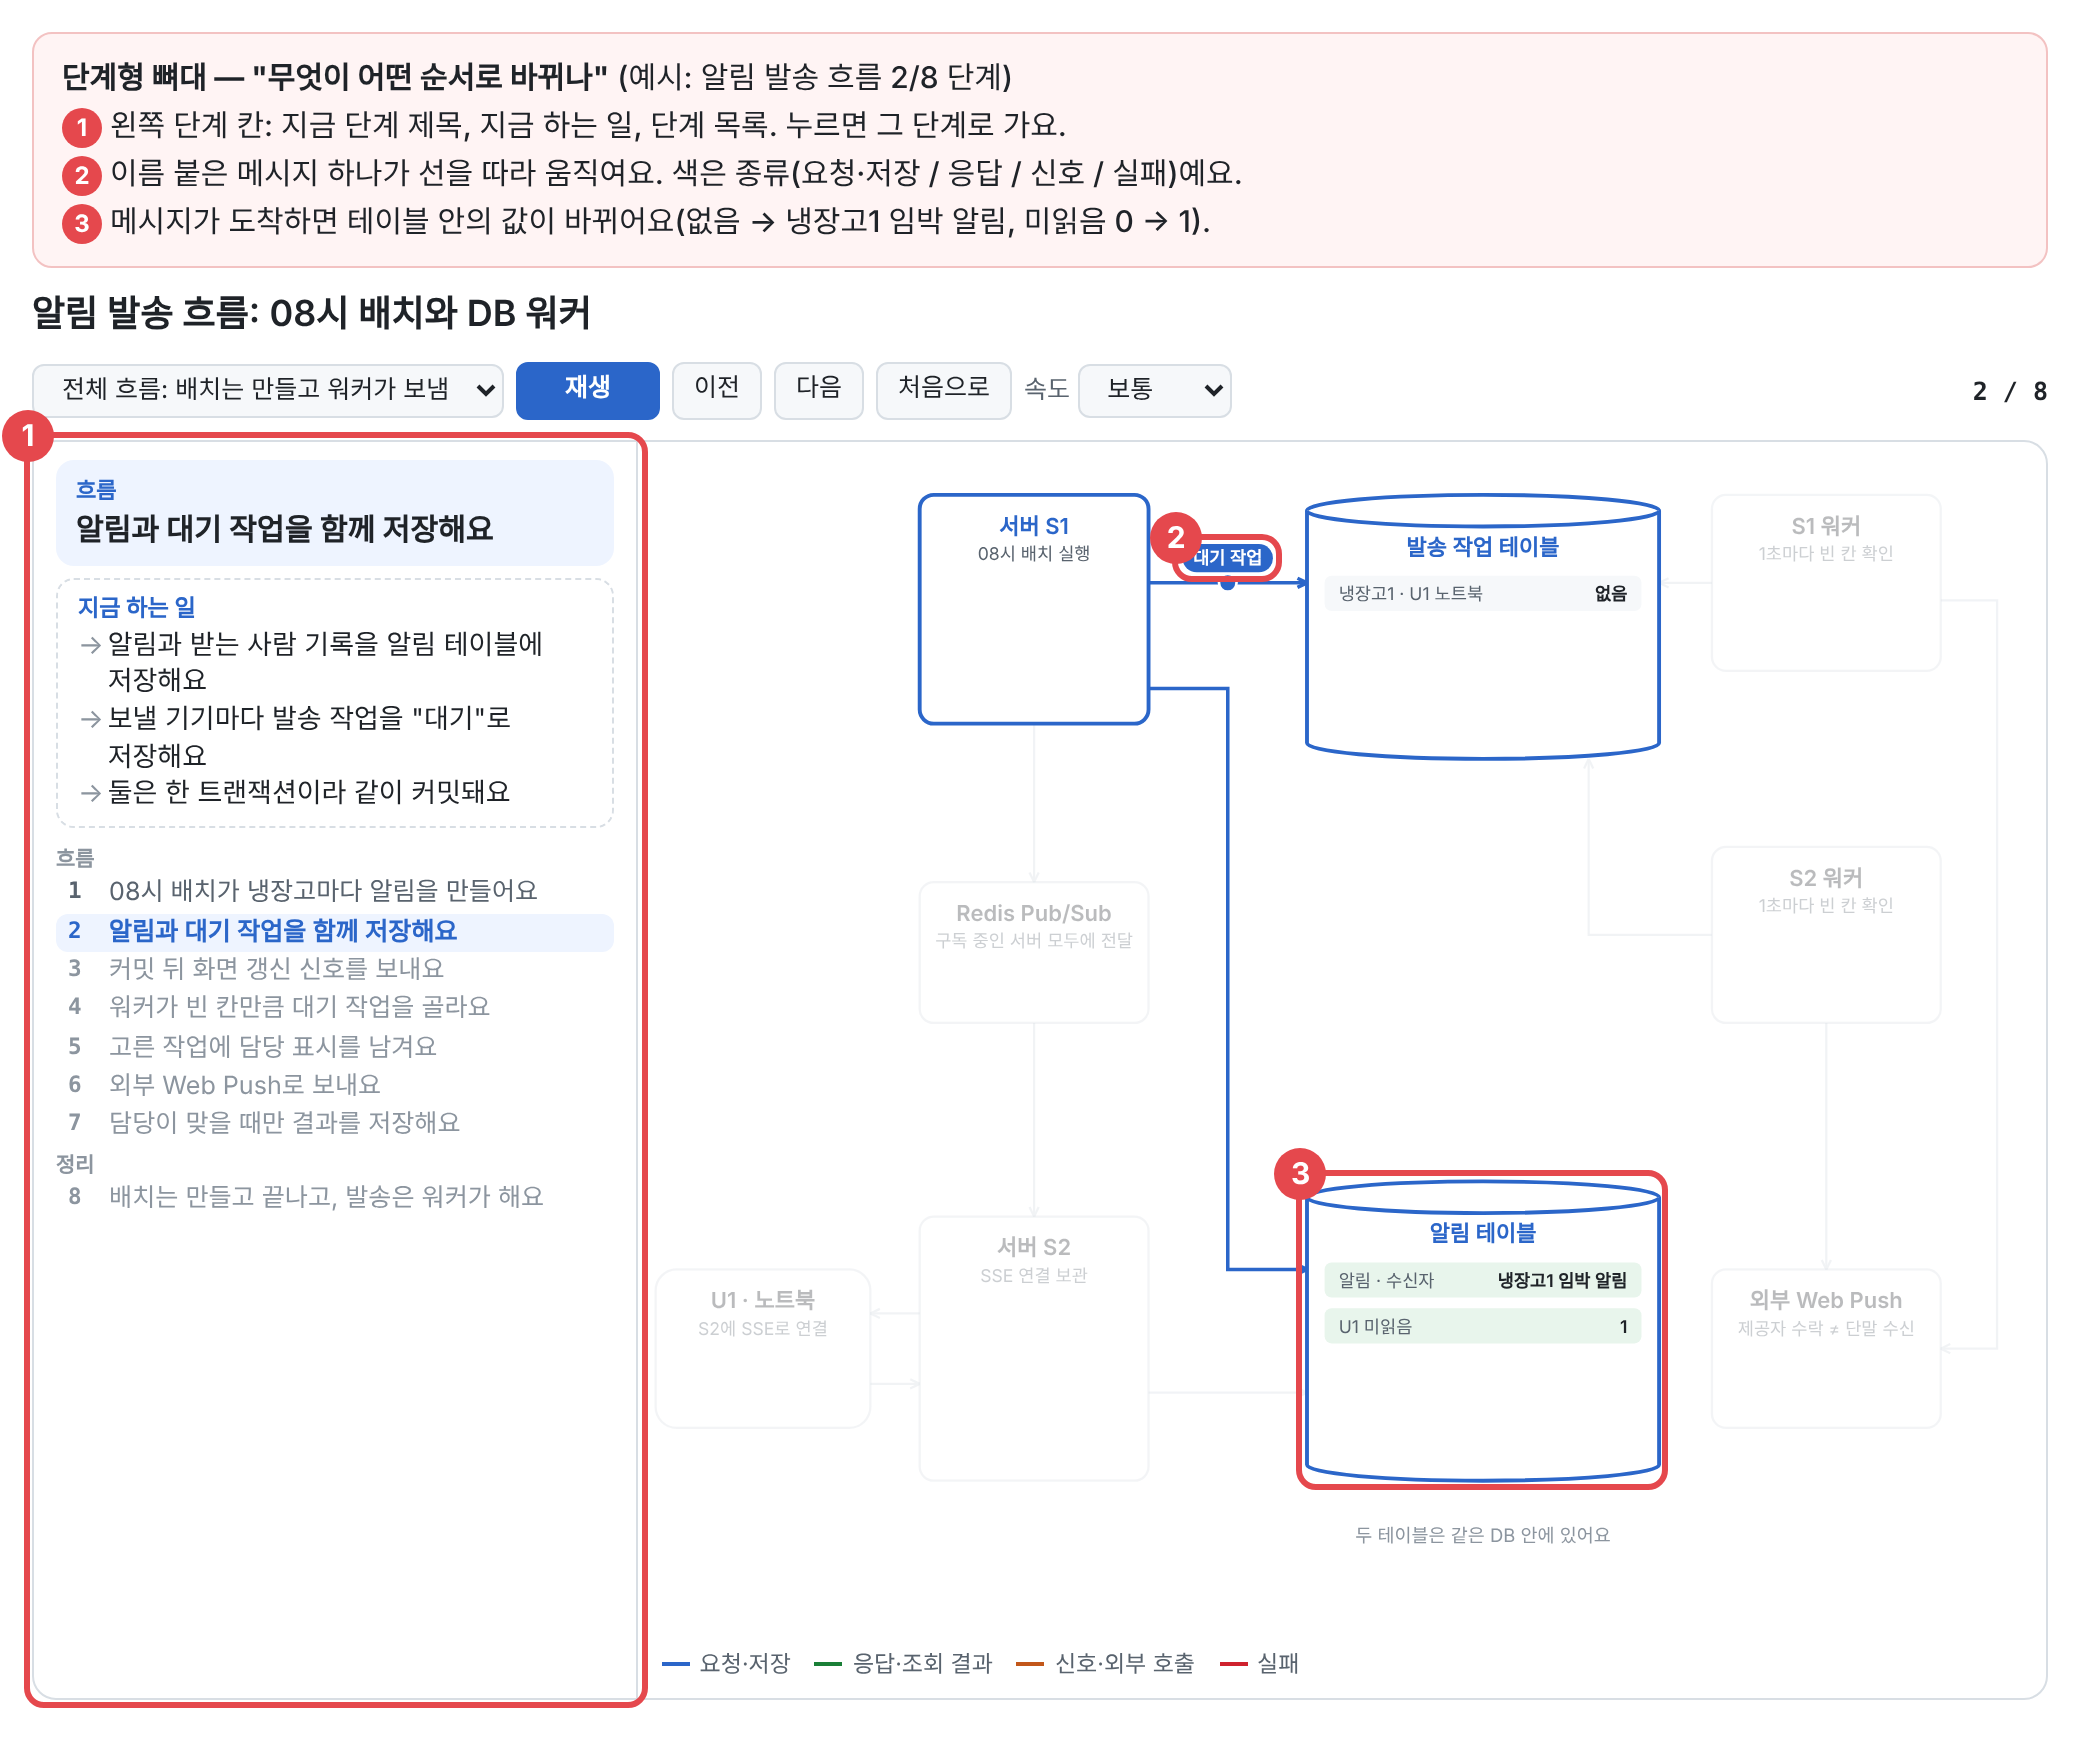 단계형 뼈대 — "무엇이 어떤 순서로 바뀌나" (예시: 알림 발송 흐름 2/8 단계)
1 왼쪽 단계 칸: 지금 단계 제목, 지금 하는 일, 단계 목록. 누르면 그 단계로 가요.
2 이름 붙은 메시지 하나가 선을 따라 움직여요. 색은 종류(요청·저장 / 응답 / 신호 / 실패)예요.
3 메시지가 도착하면 테이블 안의 값이 바뀌어요(없음 → 냉장고1 임박 알림, 미읽음 0 → 1).
알림 발송 흐름: 08시 배치와 DB 워커
전체 흐름: 배치는 만들고 워커가 보냄 재생 이전 다음 처음으로 속도 보통 2 / 8
1
흐름
알림과 대기 작업을 함께 저장해요
지금 하는 일
→ 알림과 받는 사람 기록을 알림 테이블에
저장해요
→ 보낼 기기마다 발송 작업을 "대기"로
저장해요
→ 둘은 한 트랜잭션이라 같이 커밋돼요
흐름
1 08시 배치가 냉장고마다 알림을 만들어요
2 알림과 대기 작업을 함께 저장해요
3 커밋 뒤 화면 갱신 신호를 보내요
4 워커가 빈 칸만큼 대기 작업을 골라요
5 고른 작업에 담당 표시를 남겨요
6 외부 Web Push로 보내요
7 담당이 맞을 때만 결과를 저장해요
정리
8 배치는 만들고 끝나고, 발송은 워커가 해요
서버 S1
08시 배치 실행
2
대기 작업
발송 작업 테이블
냉장고1 · U1 노트북 없음
S1 워커
1초마다 빈 칸 확인
Redis Pub/Sub
구독 중인 서버 모두에 전달
S2 워커
1초마다 빈 칸 확인
서버 S2
SSE 연결 보관
U1 · 노트북
S2에 SSE로 연결
3
알림 테이블
알림 · 수신자 냉장고1 임박 알림
U1 미읽음 1
외부 Web Push
제공자 수락 ≠ 단말 수신
두 테이블은 같은 DB 안에 있어요
요청·저장 응답·조회 결과 신호·외부 호출 실패